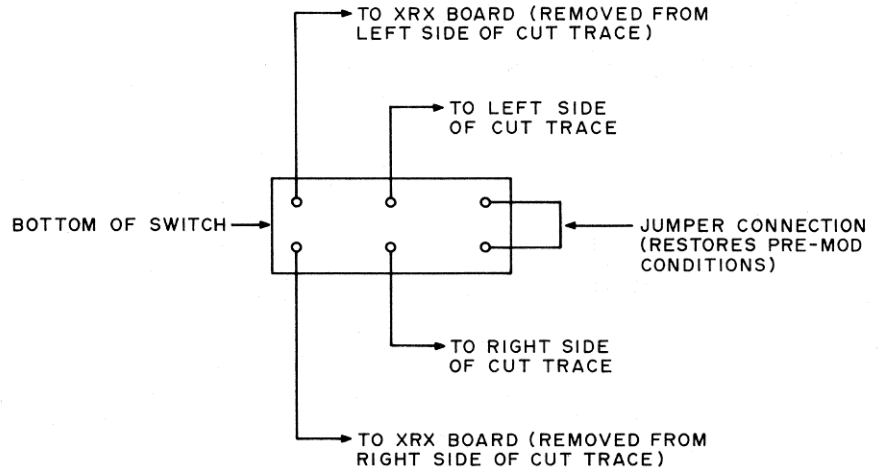 TO XRX BOARD (REMOVED FROM
LEFT SIDE OF CUT TRACE)
TO LEFT SIDE
OF CUT TRACE
BOTTOM OF SWITCH
JUMPER CONNECTION
(RESTORES PRE-MOD
CONDITIONS)
TO RIGHT SIDE
OF CUT TRACE
TO XRX BOARD (REMOVED FROM
RIGHT SIDE OF CUT TRACE)